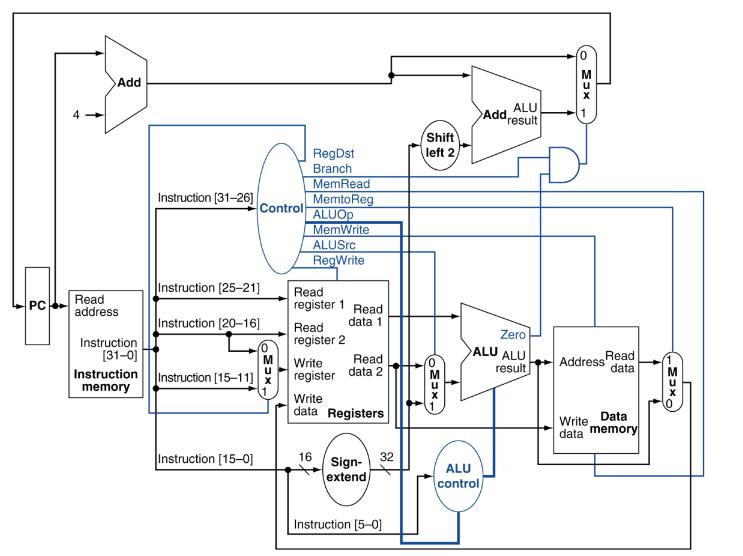 Add
4
0
M
u
x
1
Add
ALU
result
Shift
left 2
RegDst
Branch
MemRead
MemtoReg
ALUOp
MemWrite
ALUSrc
RegWrite
Control
Instruction [31–26]
Instruction [25–21]
Instruction [20–16]
Instruction [15–11]
Instruction [15–0]
PC
Read
address
Instruction
[31–0]
Instruction
memory
0
M
u
x
1
Read
register 1
Read
register 2
Write
register
Write
data
Read
data 1
Read
data 2
Registers
0
M
u
x
1
Zero
ALU
ALU
result
Address
Read
data
Write
data
Data
memory
1
M
u
x
0
16
Sign-
extend
32
ALU
control
Instruction [5–0]